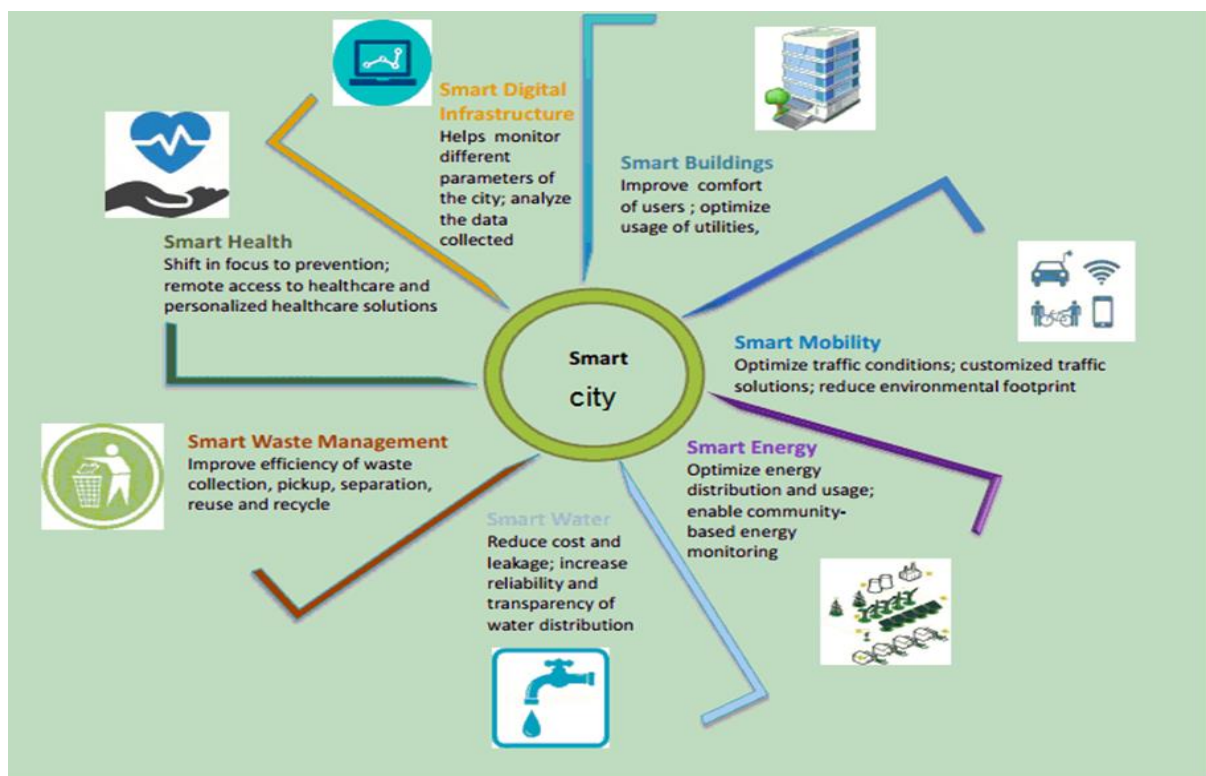 Smart Digital
Infrastructure
Helps monitor
different
parameters of
the city; analyze
the data
collected
Smart Buildings
Improve comfort
of users ; optimize
usage of utilities,
Smart Health
Shift in focus to prevention;
remote access to healthcare and
personalized healthcare solutions
Smart
city
Smart Mobility
Optimize traffic conditions; customized traffic
solutions; reduce environmental footprint
Smart Waste Management
Improve efficiency of waste
collection, pickup, separation,
reuse and recycle
Smart Energy
Optimize energy
distribution and usage;
enable community-
based energy
monitoring
Smart Water
Reduce cost and
leakage; increase
reliability and
transparency of
water distribution